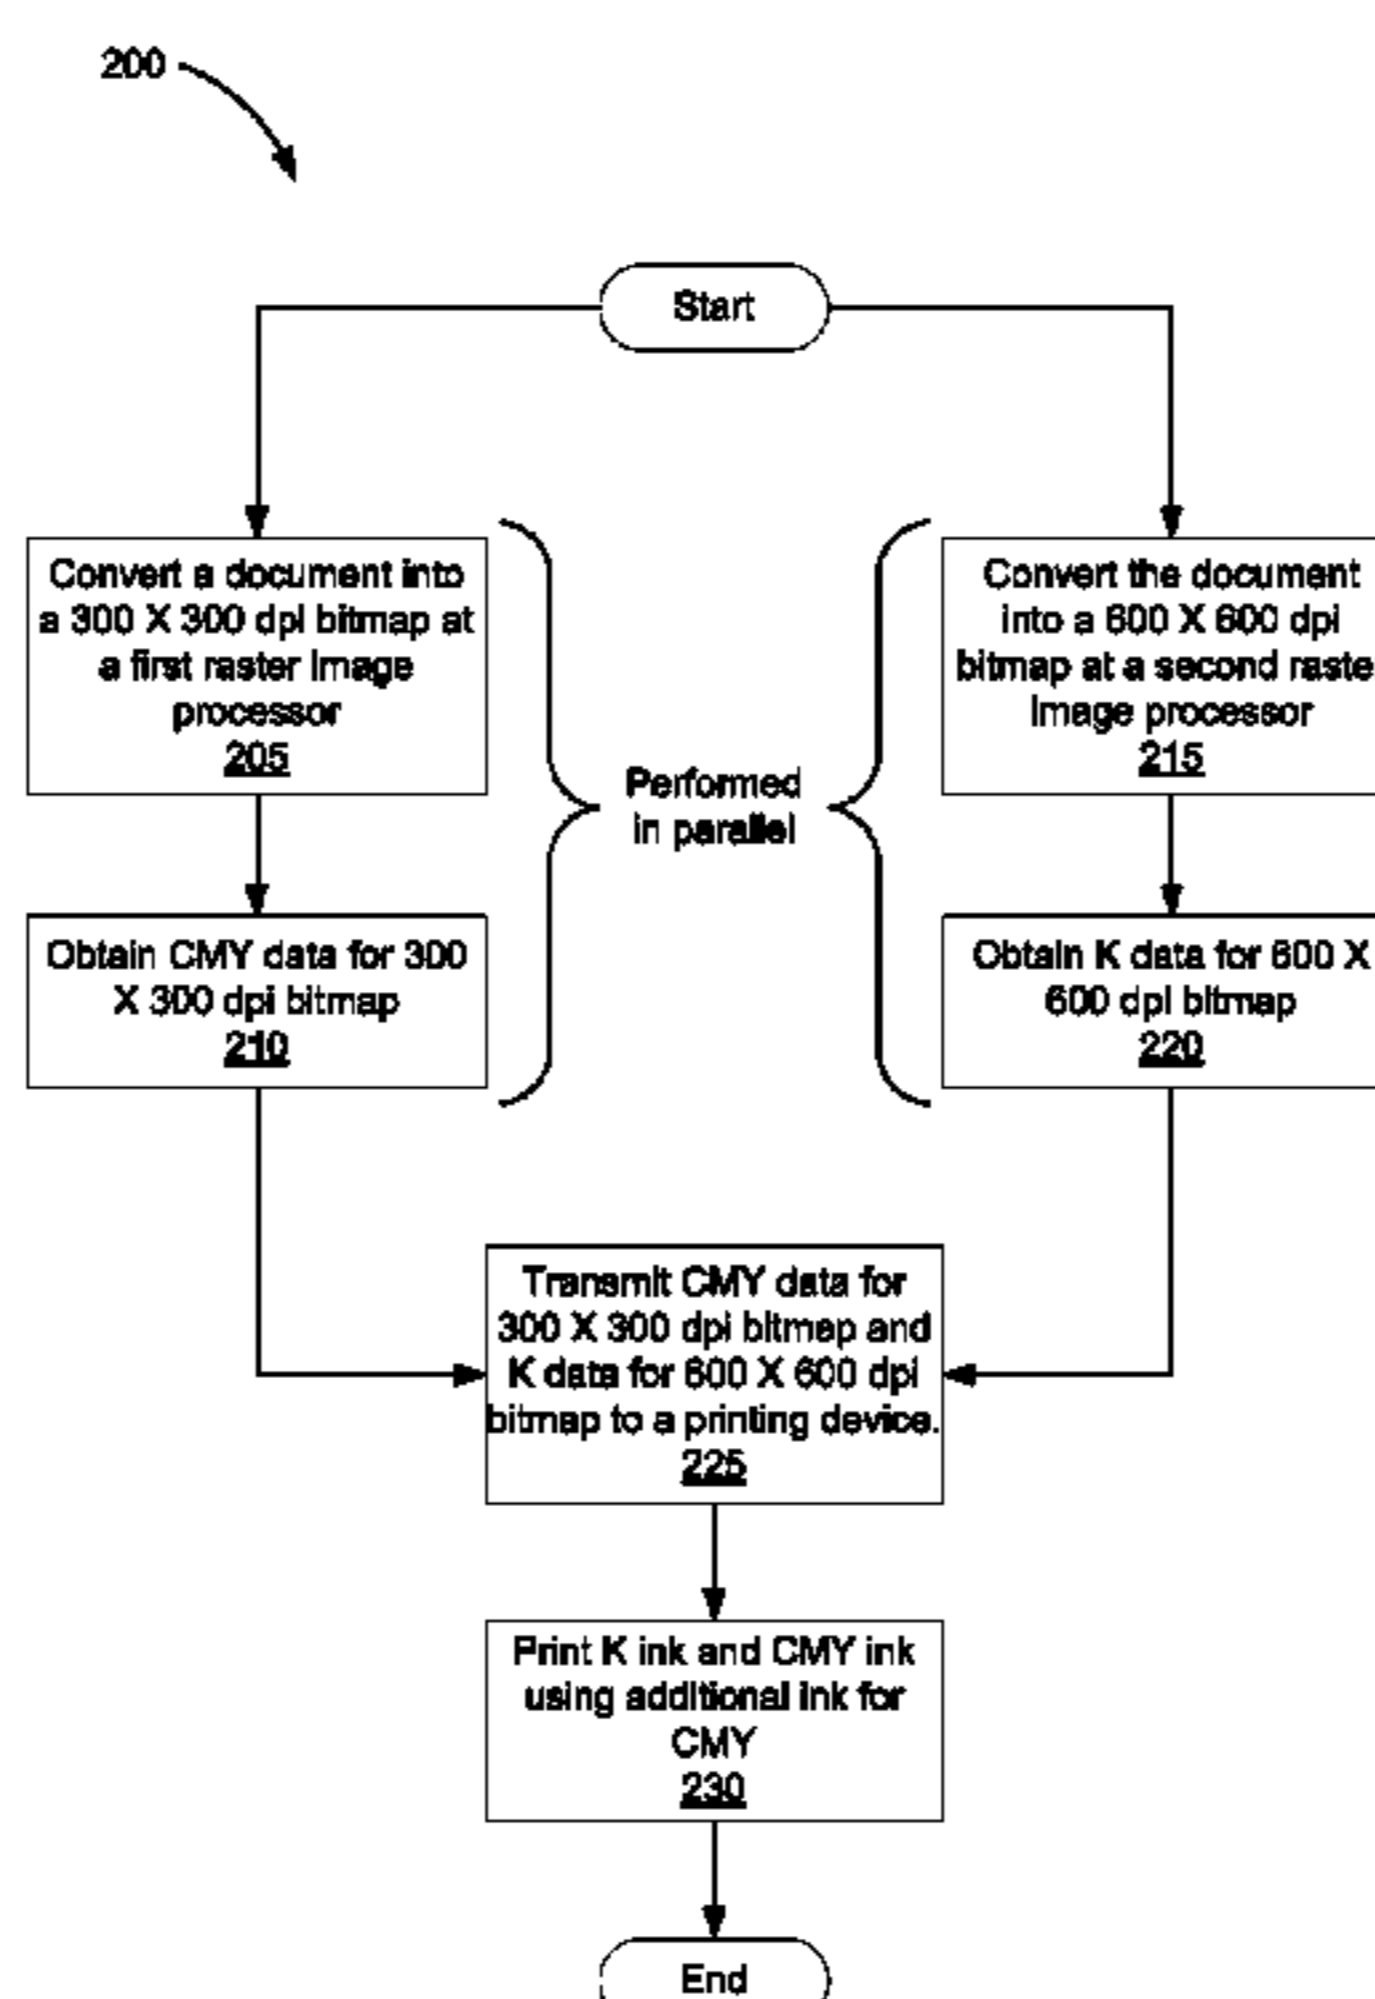 200
Start
Convert a document into
a 300 X 300 dpi bitmap at
a first raster image
processor
205
Convert the document
into a 600 X 600 dpi
bitmap at a second raste
image processor
215
Performed
in parallel
Obtain CMY data for 300
X 300 dpi bitmap
210
Obtain K data for 600 X
600 dpi bitmap
220
Transmit CMY data for
300 X 300 dpi bitmap and
K data for 600 X 600 dpi
bitmap to a printing device.
225
Print K ink and CMY ink
using additional ink for
CMY
230
End